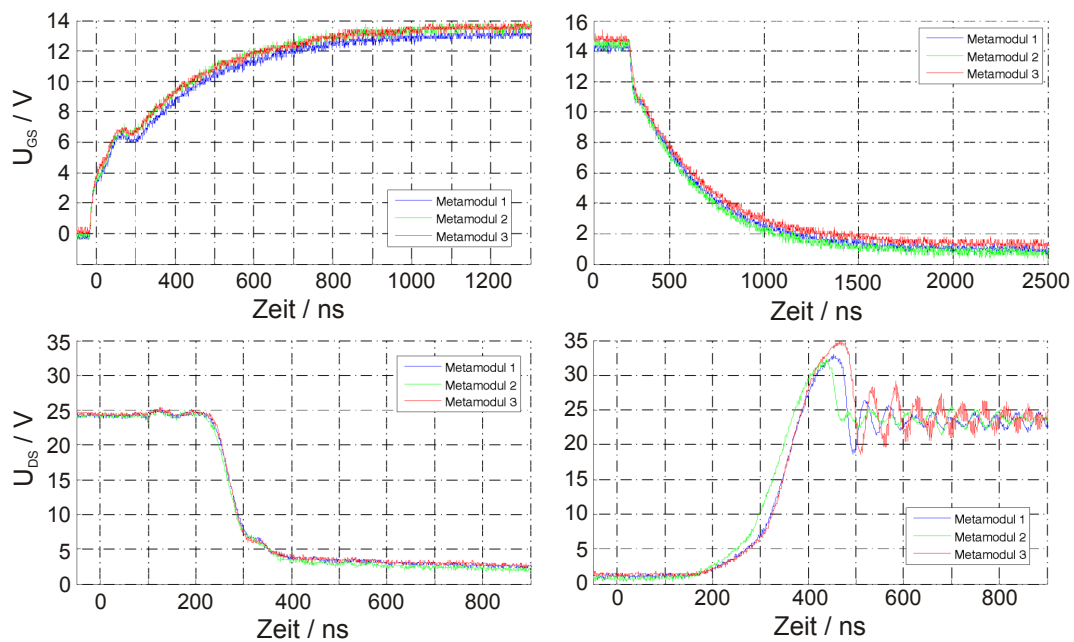 U_GS / V
14
12
10
8
6
4
2
0
0 200 400 600 800 1000 1200
Zeit / ns
Metamodul 1
Metamodul 2
Metamodul 3
16
14
12
10
8
6
4
2
0
0 500 1000 1500 2000 2500
Zeit / ns
Metamodul 1
Metamodul 2
Metamodul 3
U_DS / V
35
30
25
20
15
10
5
0
0 200 400 600 800
Zeit / ns
Metamodul 1
Metamodul 2
Metamodul 3
35
30
25
20
15
10
5
0
0 200 400 600 800
Zeit / ns
Metamodul 1
Metamodul 2
Metamodul 3